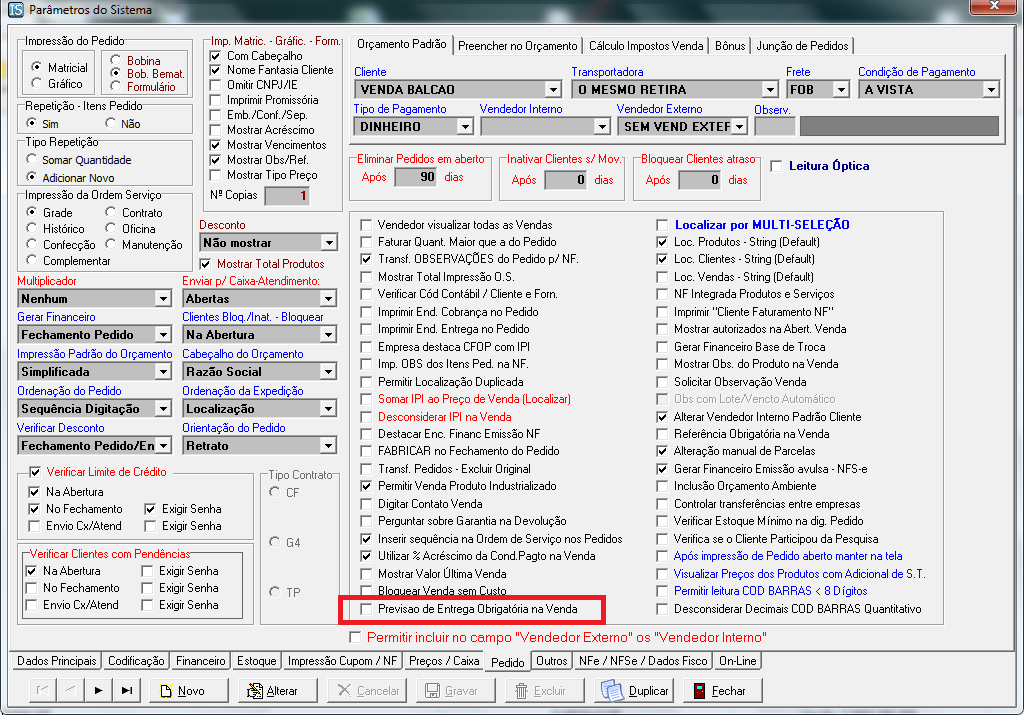 Parâmetros do Sistema
Impressão do Pedido
Matricial
Gráfico
Bobina
Bob. Bemat.
Formulário
Repetição - Itens Pedido
Sim
Não
Tipo Repetição
Somar Quantidade
Adicionar Novo
Impressão da Ordem Serviço
Grade
Contrato
Histórico
Oficina
Confecção
Manutenção
Complementar
Imp. Matric. - Gráfic. - Form.
Com Cabeçalho
Nome Fantasia Cliente
Omitir CNPJ/IE
Imprimir Promissória
Emb./Conf./Sep.
Mostrar Acréscimo
Mostrar Vencimentos
Mostrar Obs/Ref.
Mostrar Tipo Preço
Nº Copias
1
Desconto
Não mostrar
Mostrar Total Produtos
Multiplicador
Enviar p/ Caixa-Atendimento:
Nenhum
Abertas
Gerar Financeiro
Clientes Bloq./Inat. - Bloquear
Fechamento Pedido
Na Abertura
Impressão Padrão do Orçamento
Cabeçalho do Orçamento
Simplificada
Razão Social
Ordenação do Pedido
Ordenação da Expedição
Sequência Digitação
Localização
Verificar Desconto
Orientação do Pedido
Fechamento Pedido/En
Retrato
Verificar Limite de Crédito
Na Abertura
No Fechamento
Exigir Senha
Envio Cx/Atend
Exigir Senha
Verificar Clientes com Pendências
Na Abertura
Exigir Senha
No Fechamento
Exigir Senha
Envio Cx/Atend
Exigir Senha
Tipo Contrato
CF
G4
TP
Orçamento Padrão
Preencher no Orçamento
Cálculo Impostos Venda
Bônus
Junção de Pedidos
Cliente
Transportadora
Frete
Condição de Pagamento
VENDA BALCAO
O MESMO RETIRA
FOB
A VISTA
Tipo de Pagamento
Vendedor Interno
Vendedor Externo
Observ.
DINHEIRO
SEM VEND EXTEF
Eliminar Pedidos em aberto
Após
90
dias
Inativar Clientes s/ Mov.
Após
0
dias
Bloquear Clientes atraso
Após
0
dias
Leitura Óptica
Vendedor visualizar todas as Vendas
Faturar Quant. Maior que a do Pedido
Transf. OBSERVAÇÕES do Pedido p/ NF.
Mostrar Total Impressão O.S.
Verificar Cód Contábil / Cliente e Forn.
Imprimir End. Cobrança no Pedido
Imprimir End. Entrega no Pedido
Empresa destaca CFOP com IPI
Imp. OBS dos Itens Ped. na NF.
Permitir Localização Duplicada
Somar IPI ao Preço de Venda (Localizar)
Desconsiderar IPI na Venda
Destacar Enc. Financ Emissão NF
FABRICAR no Fechamento do Pedido
Transf. Pedidos - Excluir Original
Permitir Venda Produto Industrializado
Digitar Contato Venda
Perguntar sobre Garantia na Devolução
Inserir sequência na Ordem de Serviço nos Pedidos
Utilizar % Acréscimo da Cond.Pagto na Venda
Mostrar Valor Última Venda
Bloquear Venda sem Custo
Previsao de Entrega Obrigatória na Venda
Localizar por MULTI-SELEÇÃO
Loc. Produtos - String (Default)
Loc. Clientes - String (Default)
Loc. Vendas - String (Default)
NF Integrada Produtos e Serviços
Imprimir "Cliente Faturamento NF"
Mostrar autorizados na Abert. Venda
Gerar Financeiro Base de Troca
Mostrar Obs. do Produto na Venda
Solicitar Observação Venda
Obs com Lote/Vencto Automático
Alterar Vendedor Interno Padrão Cliente
Referência Obrigatória na Venda
Alteração manual de Parcelas
Gerar Financeiro Emissão avulsa - NFS-e
Inclusão Orçamento Ambiente
Controlar transferências entre empresas
Verificar Estoque Mínimo na dig. Pedido
Verifica se o Cliente Participou da Pesquisa
Após impressão de Pedido aberto manter na tela
Visualizar Preços dos Produtos com Adicional de S.T.
Permitir leitura COD BARRAS < 8 Dígitos
Desconsiderar Decimais COD BARRAS Quantitativo
Permitir incluir no campo "Vendedor Externo" os "Vendedor Interno"
Dados Principais
Codificação
Financeiro
Estoque
Impressão Cupom / NF
Preços / Caixa
Pedido
Outros
NFe / NFSe / Dados Fisco
On-Line
Novo
Alterar
Cancelar
Gravar
Excluir
Duplicar
Fechar